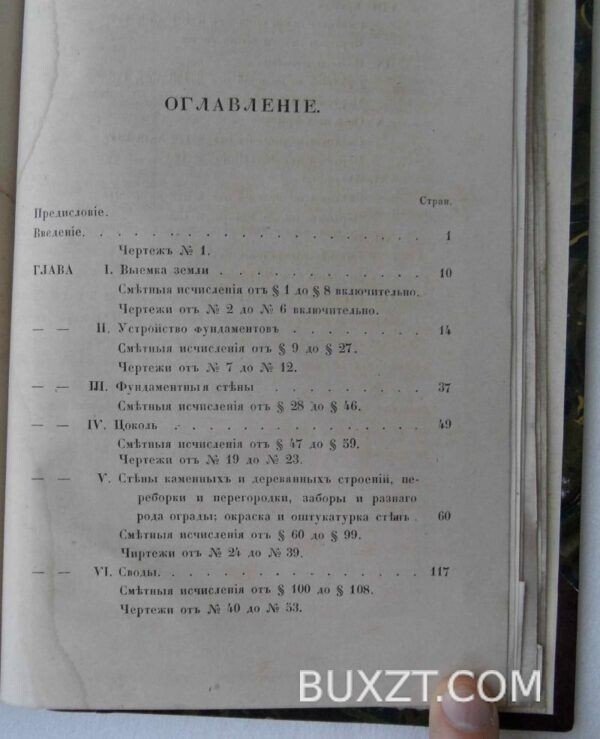 ОГЛАВЛЕНІЕ.
Стран.
Предисловіе.
Введеніе. . . . . . . . . . . . . . . . 1
Чертежъ № 1.
ГЛАВА I. Выемка земли . . . . . . . . . . 10
Смѣтныя исчисленія отъ § 1 до § 8 включительно.
Чертежи отъ № 2 до № 6 включительно.
— — II. Устройство фундаментовъ . . . . . . . 14
Смѣтныя исчисленія отъ § 9 до § 27.
Чертежи отъ № 7 до № 12.
— — III. Фундаментныя стѣны . . . . . . . . 37
Смѣтныя исчисленія отъ § 28 до § 46.
— — IV. Цоколь . . . . . . . . . . . . 49
Смѣтныя исчисленія отъ § 47 до § 59.
Чертежи отъ № 19 до № 23.
— — V. Стѣны каменныхъ и дереванныхъ строеній, пе-
реборки и перегородки, заборы и разнаго
рода ограды; окраска и оштукатурка стѣнъ . 60
Смѣтныя исчисленія отъ § 60 до § 99.
Чиртежи отъ № 24 до № 39.
— — VI. Своды. . . . . . . . . . . . . 117
Смѣтныя исчисленія отъ § 100 до § 108.
Чертежи отъ № 40 до № 53.
BUXZT.COM